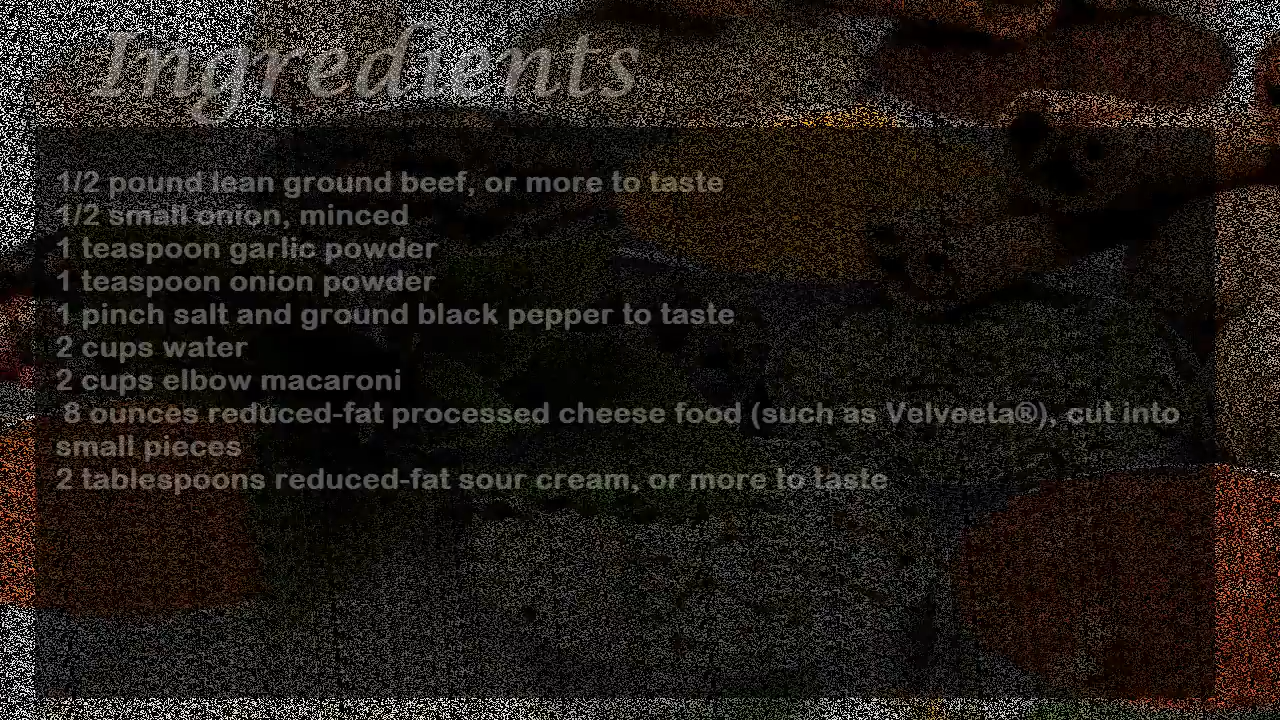 Ingredients
1/2 pound lean ground beef, or more to taste
1/2 small onion, minced
1 teaspoon garlic powder
1 teaspoon onion powder
1 pinch salt and ground black pepper to taste
2 cups water
2 cups elbow macaroni
8 ounces reduced-fat processed cheese food (such as Velveeta®), cut into
small pieces
2 tablespoons reduced-fat sour cream, or more to taste